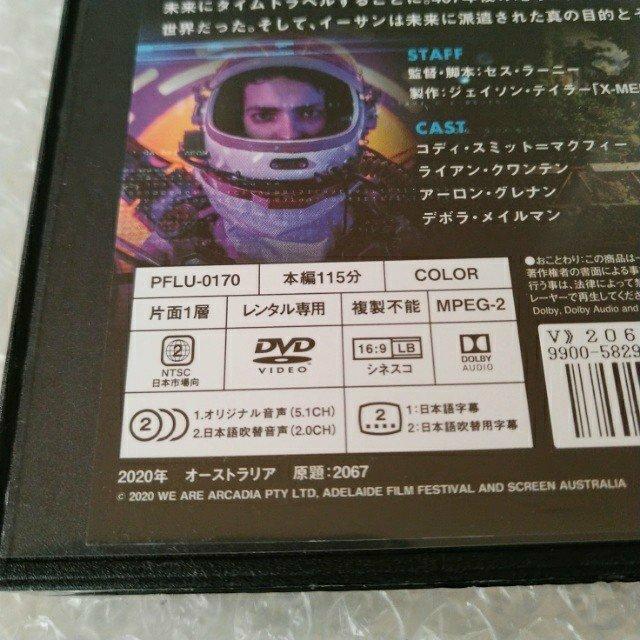 未来にタイムトラベルすることに。
世界だった。そして、イーサンは未来に派遣された真の目的と
STAFF
監督・脚本:セス・ラーニー
製作:ジェイソン・テイラー「X-MEN
CAST
コディ・スミット=マクフィー
ライアン・クワンテン
アーロン・グレナン
デボラ・メイルマン
PFLU-0170 本編115分 COLOR
片面1層 レンタル専用 複製不能 MPEG-2
2 NTSC 日本市場向 DVD VIDEO 16:9 LB シネスコ DOLBY AUDIO
2 1.オリジナル音声(5.1CH)
2.日本語吹替音声(2.0CH)
2 1:日本語字幕
2:日本語吹替用字幕
●おことわり:この商品は
著作権者の書面による事
行う事は、法律によって
レーヤーで再生してくだ
Dolby, Dolby Audio and
V》206
9900-5829
2020年 オーストラリア 原題:2067
© 2020 WE ARE ARCADIA PTY LTD, ADELAIDE FILM FESTIVAL AND SCREEN AUSTRALIA